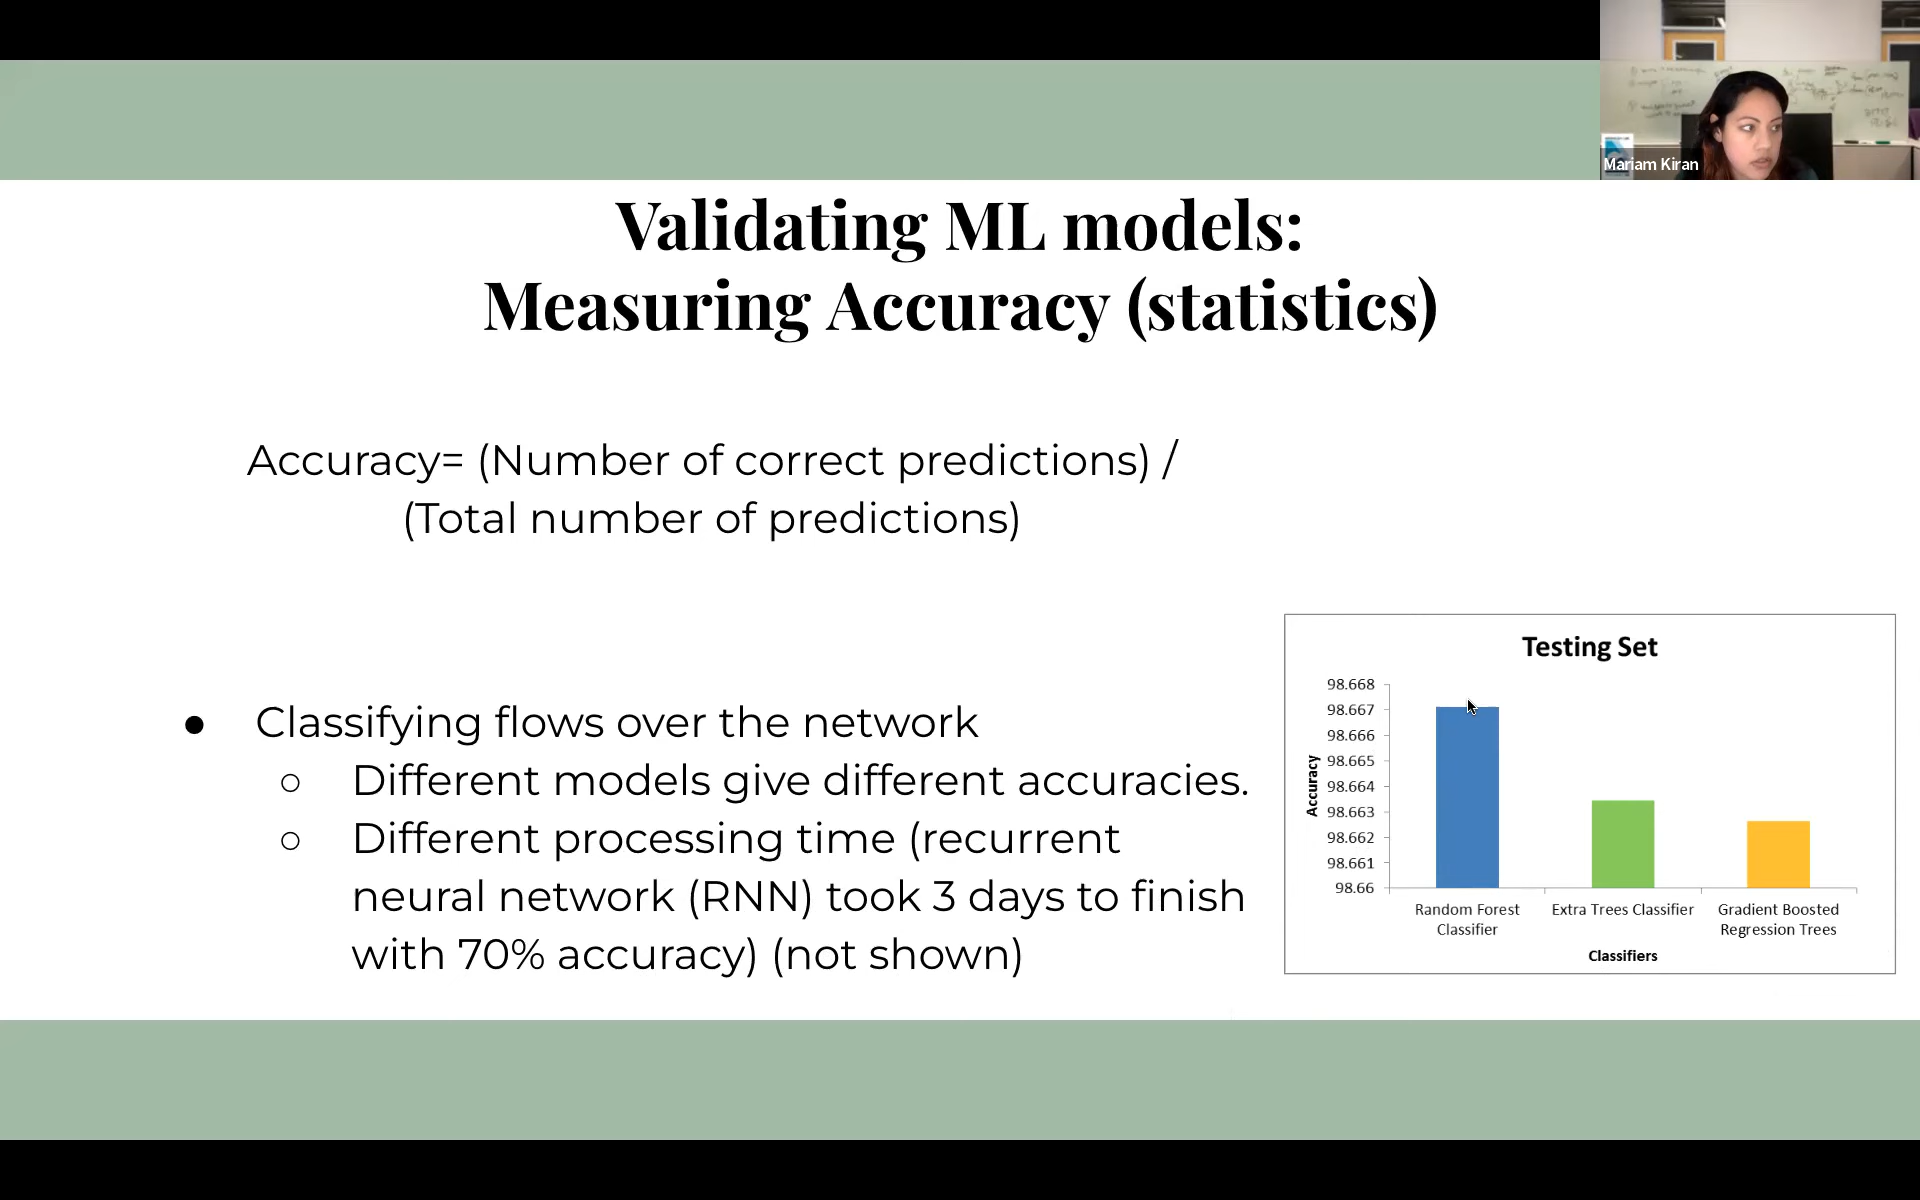 Mariam Kiran
Validating ML models:
Measuring Accuracy (statistics)
Accuracy= (Number of correct predictions) /
(Total number of predictions)
● Classifying flows over the network
○ Different models give different accuracies.
○ Different processing time (recurrent
neural network (RNN) took 3 days to finish
with 70% accuracy) (not shown)
Testing Set
98.668
98.667
98.666
98.665
98.664
98.663
98.662
98.661
98.66
Accuracy
Random Forest
Classifier
Extra Trees Classifier
Gradient Boosted
Regression Trees
Classifiers